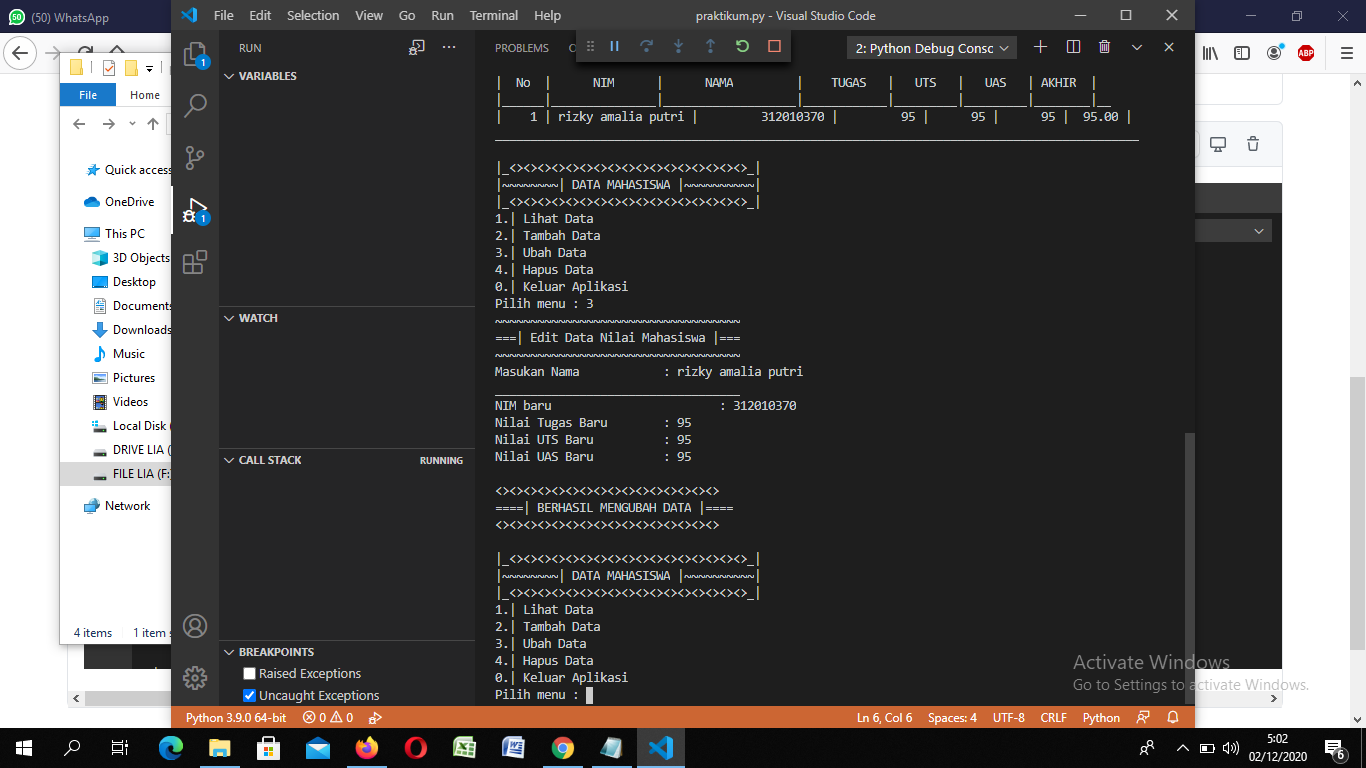 (50) WhatsApp
File Edit Selection View Go Run Terminal Help
praktikum.py - Visual Studio Code
File Home
Quick access
OneDrive
This PC
3D Objects
Desktop
Documents
Downloads
Music
Pictures
Videos
Local Disk (
DRIVE LIA (
FILE LIA (F:)
Network
4 items 1 item s
RUN
VARIABLES
WATCH
CALL STACK RUNNING
BREAKPOINTS
Raised Exceptions
Uncaught Exceptions
1
1
PROBLEMS O
2: Python Debug Consc
ABP
| No | NIM | NAMA | TUGAS | UTS | UAS | AKHIR |
|______|_______________|___________________|____________|_________|_________|________|__
| 1 | rizky amalia putri | 312010370 | 95 | 95 | 95 | 95.00 |
____________________________________________________________________________________________
|_<><><><><><><><><><><><><><><><><>_|
|~~~~~~~~| DATA MAHASISWA |~~~~~~~~~~|
|_<><><><><><><><><><><><><><><><><>_|
1.| Lihat Data
2.| Tambah Data
3.| Ubah Data
4.| Hapus Data
0.| Keluar Aplikasi
Pilih menu : 3
~~~~~~~~~~~~~~~~~~~~~~~~~~~~~~~~~~~
===| Edit Data Nilai Mahasiswa |===
~~~~~~~~~~~~~~~~~~~~~~~~~~~~~~~~~~~
Masukan Nama : rizky amalia putri
___________________________________
NIM baru : 312010370
Nilai Tugas Baru : 95
Nilai UTS Baru : 95
Nilai UAS Baru : 95
<><><><><><><><><><><><><><><><>
====| BERHASIL MENGUBAH DATA |====
<><><><><><><><><><><><><><><><>
|_<><><><><><><><><><><><><><><><><>_|
|~~~~~~~~| DATA MAHASISWA |~~~~~~~~~~|
|_<><><><><><><><><><><><><><><><><>_|
1.| Lihat Data
2.| Tambah Data
3.| Ubah Data
4.| Hapus Data
0.| Keluar Aplikasi
Pilih menu :
Activate Windows
Go to Settings to activate Windows.
Python 3.9.0 64-bit 0 0
Ln 6, Col 6 Spaces: 4 UTF-8 CRLF Python
5:02
02/12/2020
6